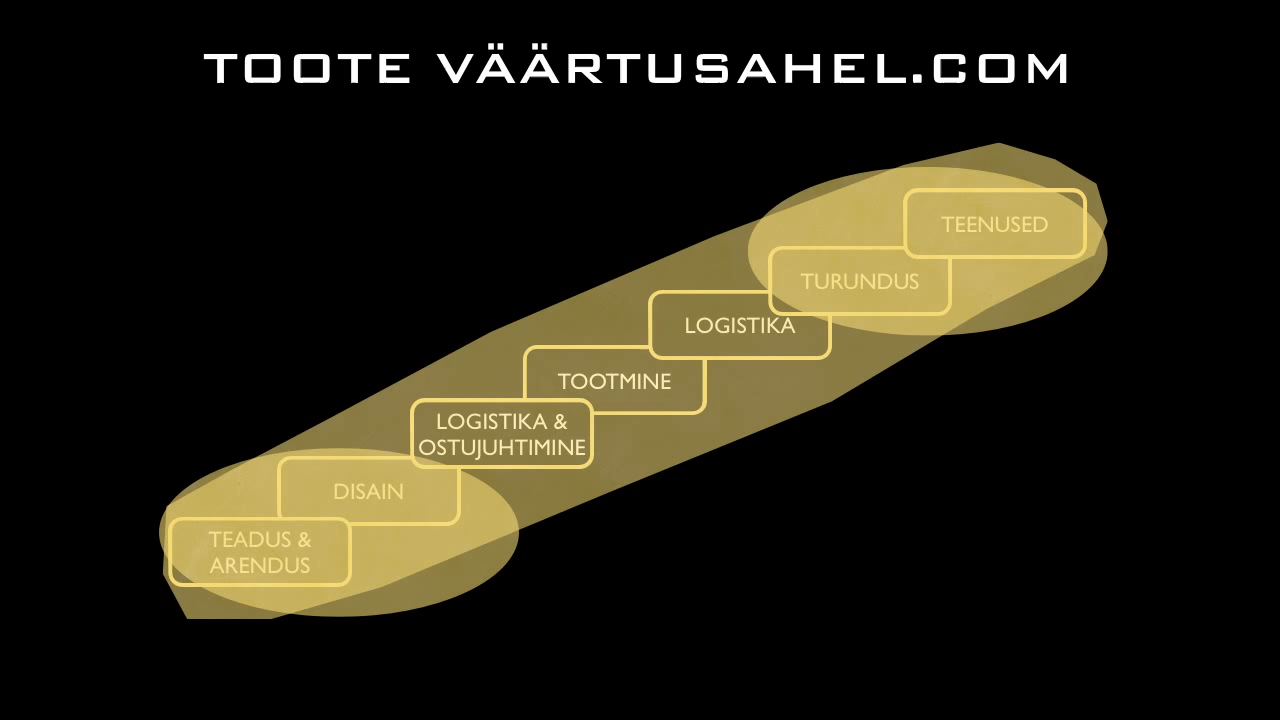 TOOTE VÄÄRTUSAHEL.COM
TEENUSED
TURUNDUS
LOGISTIKA
TOOTMINE
LOGISTIKA &
OSTUJUHTIMINE
DISAIN
TEADUS &
ARENDUS